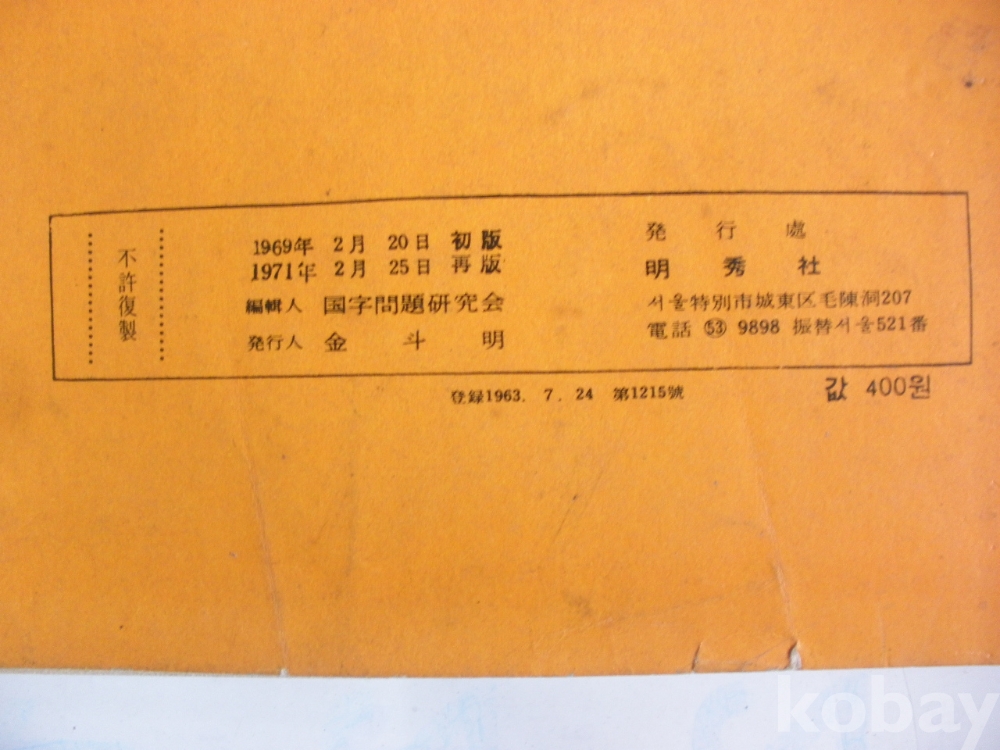 不許復製
1969年 2月 20日 初版
1971年 2月 25日 再版
編輯人 国字問題研究会
発行人 金斗明
発行處
明秀社
서울特別市城東区毛陳洞207
電話 ㊼ 9898 振替서울521番
登録1963. 7. 24 第1215號
값 400원
kobay